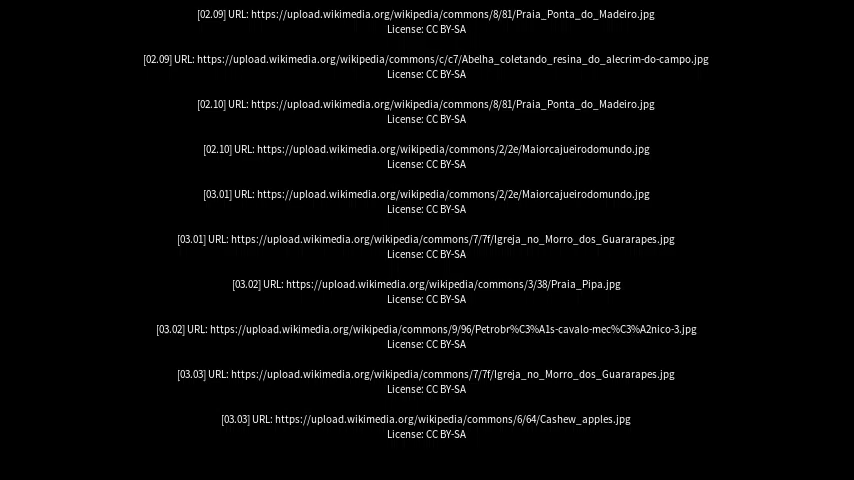 [02.09] URL: https://upload.wikimedia.org/wikipedia/commons/8/81/Praia_Ponta_do_Madeiro.jpg
License: CC BY-SA
[02.09] URL: https://upload.wikimedia.org/wikipedia/commons/c/c7/Abelha_coletando_resina_do_alecrim-do-campo.jpg
License: CC BY-SA
[02.10] URL: https://upload.wikimedia.org/wikipedia/commons/8/81/Praia_Ponta_do_Madeiro.jpg
License: CC BY-SA
[02.10] URL: https://upload.wikimedia.org/wikipedia/commons/2/2e/Maiorcajueirodomundo.jpg
License: CC BY-SA
[03.01] URL: https://upload.wikimedia.org/wikipedia/commons/2/2e/Maiorcajueirodomundo.jpg
License: CC BY-SA
[03.01] URL: https://upload.wikimedia.org/wikipedia/commons/7/7f/Igreja_no_Morro_dos_Guararapes.jpg
License: CC BY-SA
[03.02] URL: https://upload.wikimedia.org/wikipedia/commons/3/38/Praia_Pipa.jpg
License: CC BY-SA
[03.02] URL: https://upload.wikimedia.org/wikipedia/commons/9/96/Petrobr%C3%A1s-cavalo-mec%C3%A2nico-3.jpg
License: CC BY-SA
[03.03] URL: https://upload.wikimedia.org/wikipedia/commons/7/7f/Igreja_no_Morro_dos_Guararapes.jpg
License: CC BY-SA
[03.03] URL: https://upload.wikimedia.org/wikipedia/commons/6/64/Cashew_apples.jpg
License: CC BY-SA